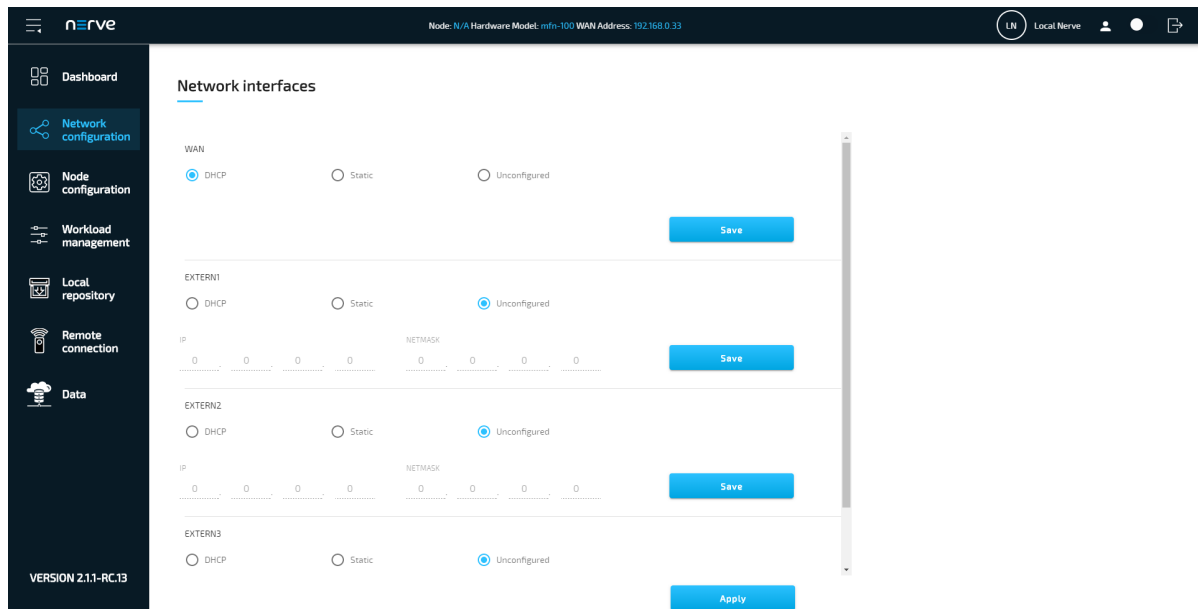 nerve
Node: N/A Hardware Model: mfn-100 WAN Address: 192.168.0.33
LN Local Nerve
Dashboard
Network
configuration
Node
configuration
Workload
management
Local
repository
Remote
connection
Data
VERSION 2.1.1-RC.13
Network interfaces
WAN
DHCP Static Unconfigured
Save
EXTERN1
DHCP Static Unconfigured
IP NETMASK
0 . 0 . 0 . 0 0 . 0 . 0 . 0 Save
EXTERN2
DHCP Static Unconfigured
IP NETMASK
0 . 0 . 0 . 0 0 . 0 . 0 . 0 Save
EXTERN3
DHCP Static Unconfigured
Apply